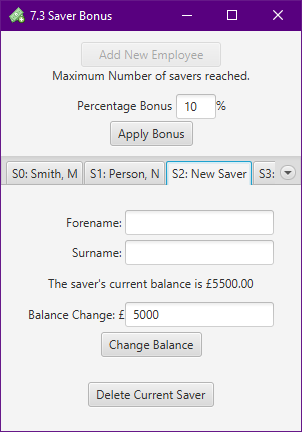 7.3 Saver Bonus
Add New Employee
Maximum Number of savers reached.
Percentage Bonus 10 %
Apply Bonus
S0: Smith, M S1: Person, N S2: New Saver S3:
Forename:
Surname:
The saver's current balance is £5500.00
Balance Change: £ 5000
Change Balance
Delete Current Saver